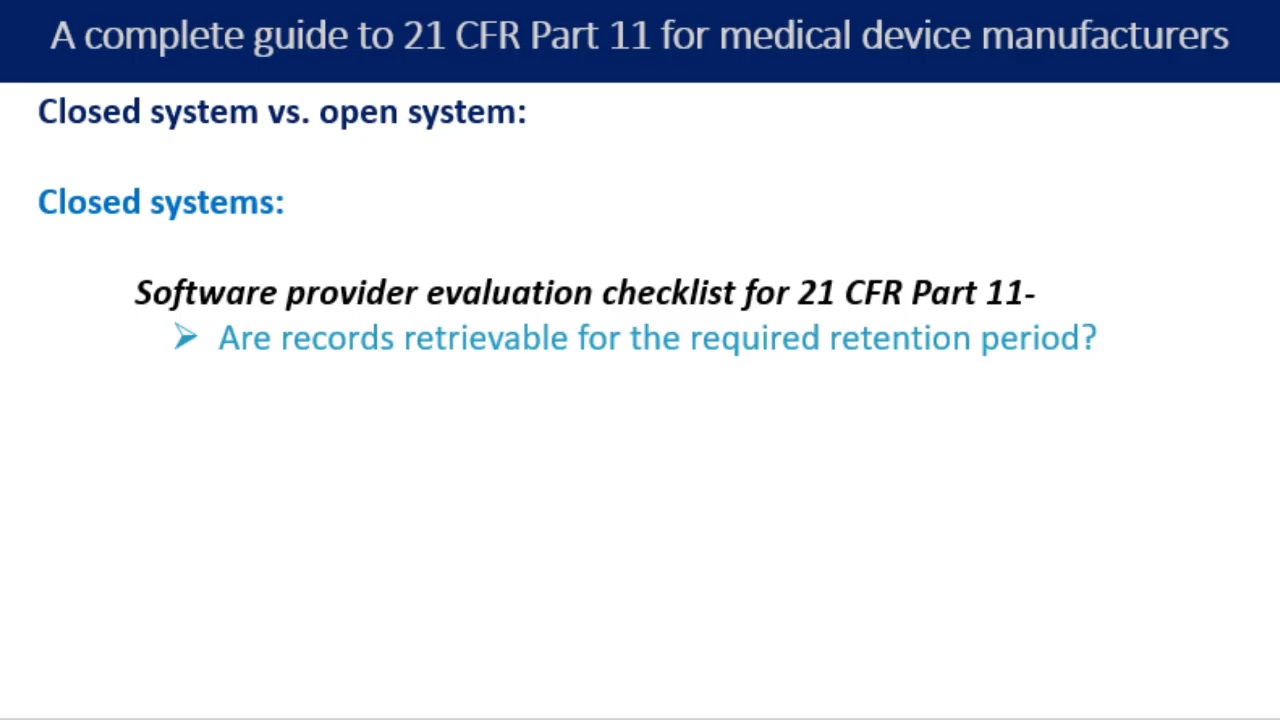 A complete guide to 21 CFR Part 11 for medical device manufacturers
Closed system vs. open system:
Closed systems:
Software provider evaluation checklist for 21 CFR Part 11-
➢ Are records retrievable for the required retention period?